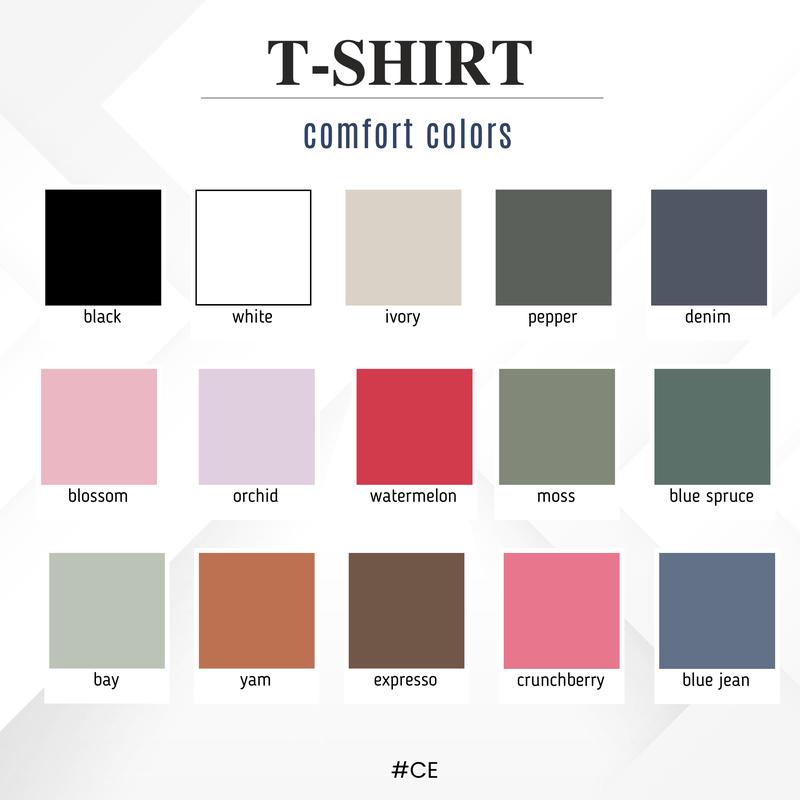 T-SHIRT
comfort colors
black white ivory pepper denim
blossom orchid watermelon moss blue spruce
bay yam expresso crunchberry blue jean
#CE